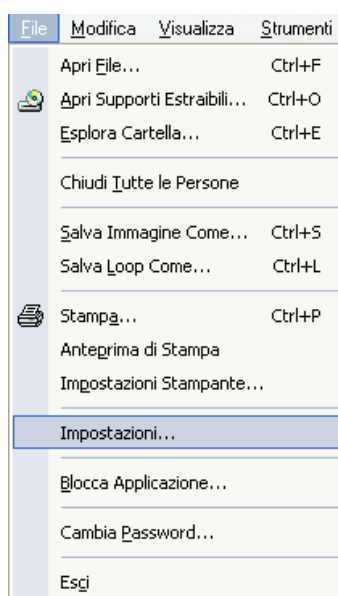 File Modifica Visualizza Strumenti
Apri File... Ctrl+F
Apri Supporti Estraibili... Ctrl+O
Esplora Cartella... Ctrl+E
Chiudi Tutte le Persone
Salva Immagine Come... Ctrl+S
Salva Loop Come... Ctrl+L
Stampa... Ctrl+P
Anteprima di Stampa
Impostazioni Stampante...
Impostazioni...
Blocca Applicazione...
Cambia Password...
Esci